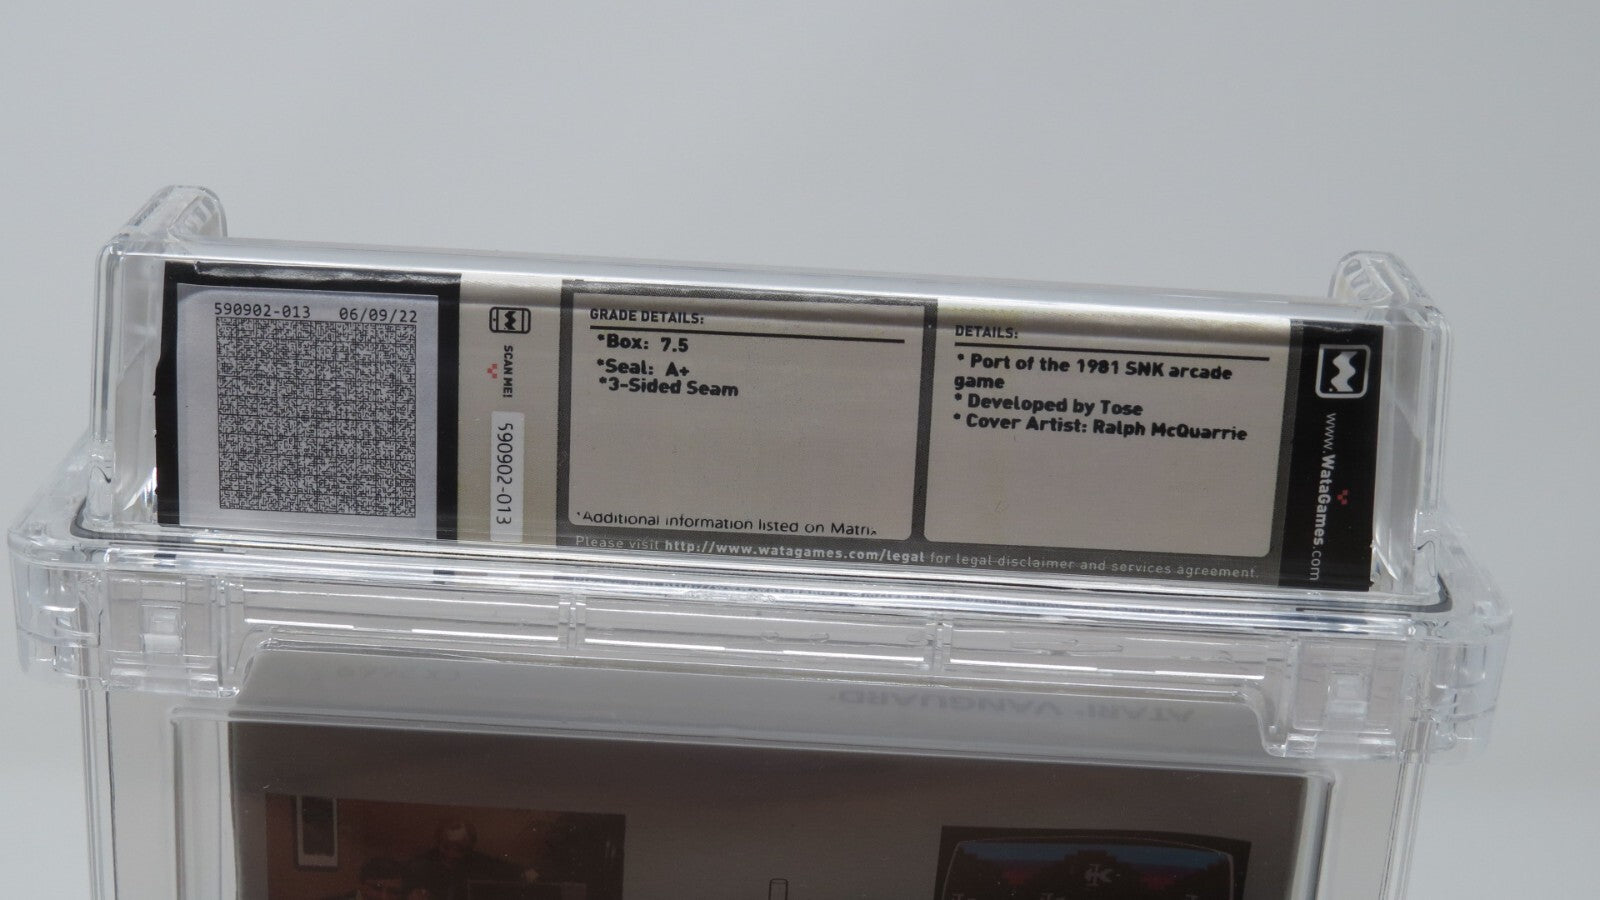 590902-013 06/09/22
SCAN ME!
590902-013
GRADE DETAILS:
*Box: 7.5
*Seal: A+
*3-Sided Seam
*Additional information listed on Matrix
DETAILS:
* Port of the 1981 SNK arcade
game
* Developed by Tose
* Cover Artist: Ralph McQuarrie
Please visit http://www.watagames.com/legal for legal disclaimer and services agreement.
www.WataGames.com
ATARI® VANGUARD™